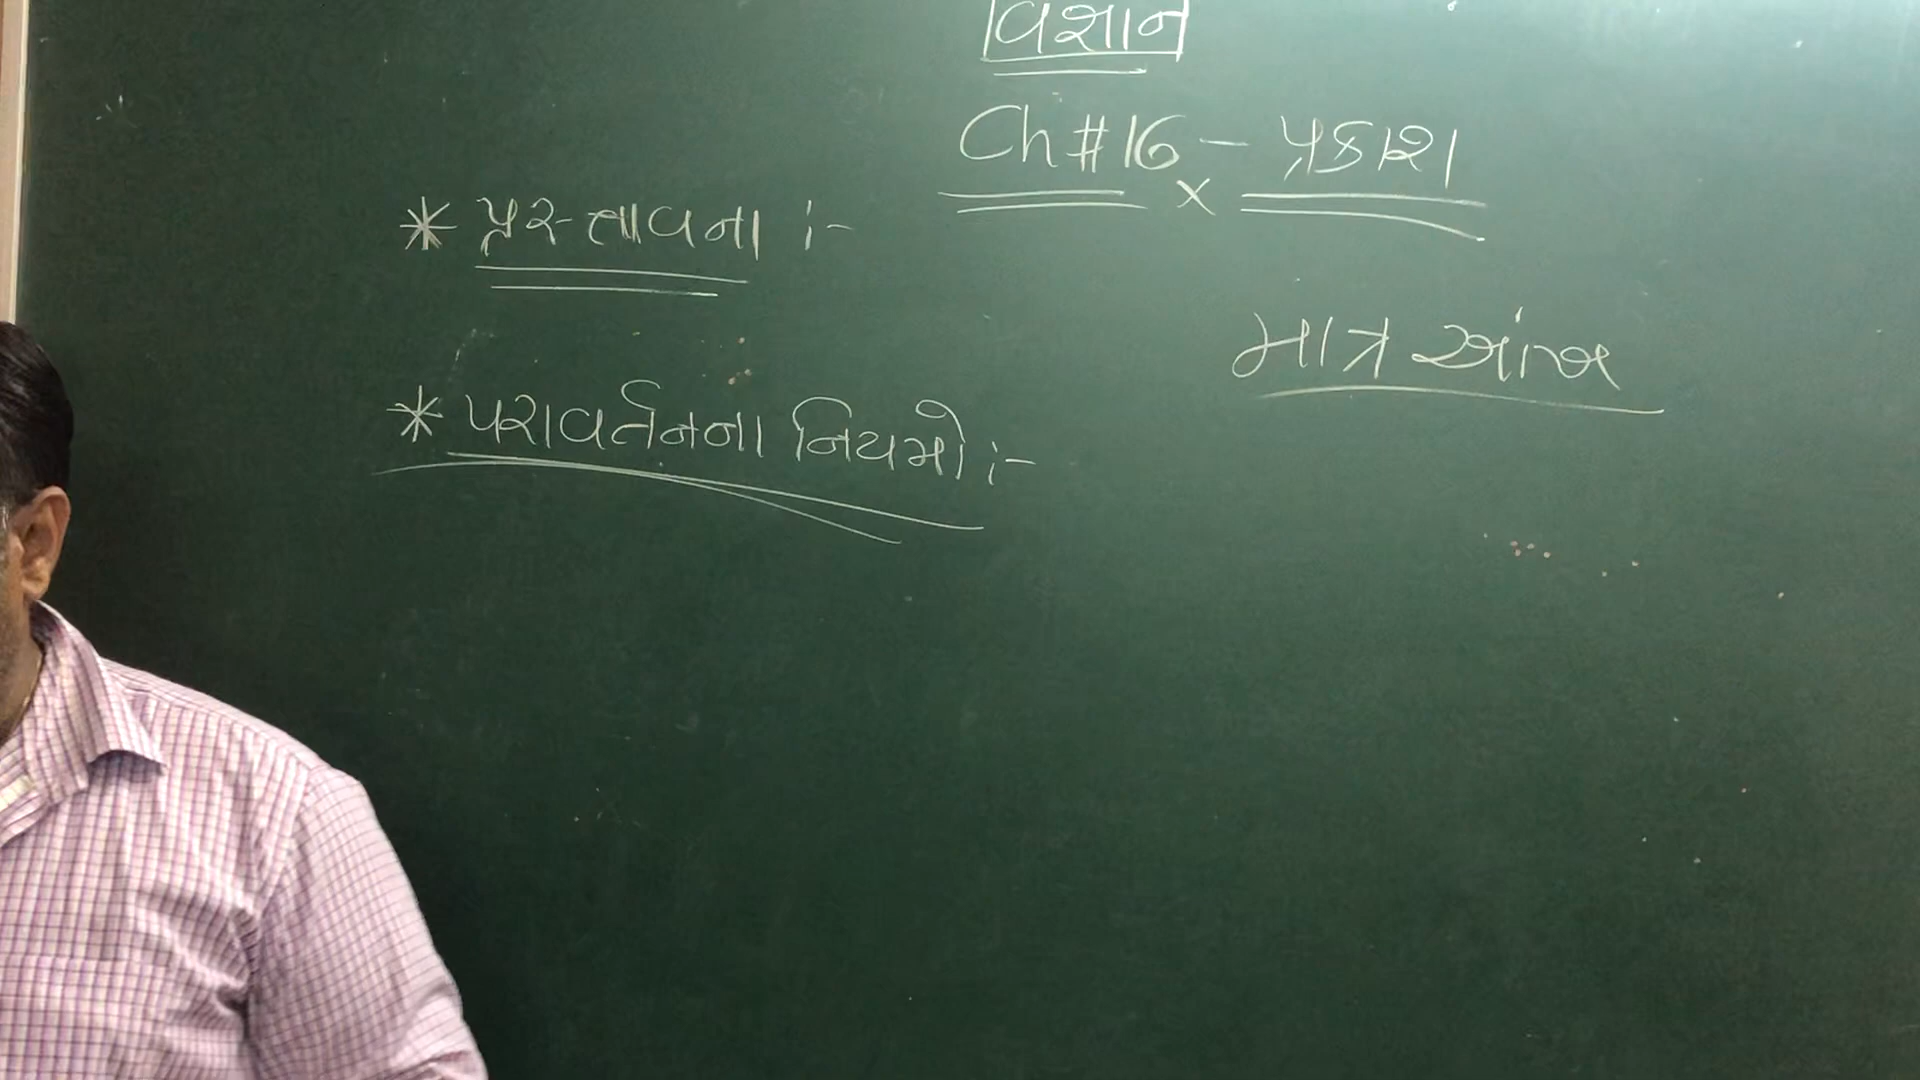 વિજ્ઞાન
Ch#16 - પ્રકાશ
* પ્રસ્તાવના :-
માત્ર આંખ
* પરાવર્તનના નિયમો :-